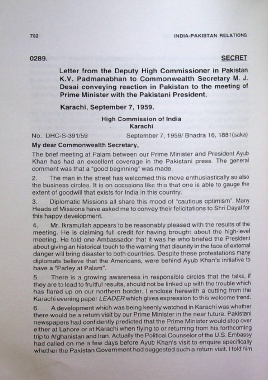 702 INDIA-PAKISTAN RELATIONS
0289. SECRET
Letter from the Deputy High Commissioner in Pakistan
K.V. Padmanabhan to Commonwealth Secretary M. J.
Desai conveying reaction in Pakistan to the meeting of
Prime Minister with the Pakistani President.
Karachi, September 7, 1959.
High Commission of India
Karachi
No. DHC-S-391/59 September 7, 1959/ Bhadra 16, 1881(saka)
My dear Commonwealth Secretary,
The brief meeting at Palam between our Prime Minister and President Ayub
Khan has had an excellent coverage in the Pakistani press. The general
comment was that a "good beginning" was made.
2. The man in the street has welcomed this move enthusiastically so also
the business circles. It is on occasions like this that one is able to gauge the
extent of goodwill that exists for India in this country.
3. Diplomatic Missions all share this mood of "cautious optimism". Many
Heads of Missions have asked me to convey their felicitations to Shri Dayal for
this happy development.
4. Mr. Ikramullah appears to be reasonably pleased with the results of the
meeting. He is claiming full credit for having brought about the high-level
meeting. He told one Ambassador that it was he who briefed the President
about giving an historical touch to the warning that disunity in the face of external
danger will bring disaster to both countries. Despite these protestations many
diplomats believe that the Americans, were behind Ayub Khan's initiative to
have a "Parley at Palam".
5. There is a growing awareness in responsible circles that the talks, if
they are to lead to fruitful results, should not be linked up with the trouble which
has flared up on our northern border. I enclose herewith a cutting from the
Karachi evening paper LEADER which gives expression to this welcome trend.
6. A development which was being keenly watched in Karachi was whether
there would be a return visit by our Prime Minister in the near future. Pakistani
newspapers had confidently predicted that the Prime Minister would stop over
either at Lahore or at Karachi when flying to or returning from his forthcoming
trip to Afghanistan and Iran. Actually the Political Counselor of the U.S. Embassy
had called on me a few days before Ayub Khan's visit to enquire specifically
whether the Pakistan Government had suggested such a return visit. I told him